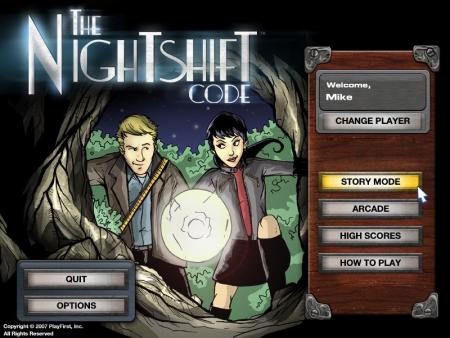 THE
NIGHTSHIFT™
CODE
Welcome,
Mike
CHANGE PLAYER
STORY MODE
ARCADE
HIGH SCORES
HOW TO PLAY
QUIT
OPTIONS
Copyright © 2007 PlayFirst, Inc.
All Rights Reserved